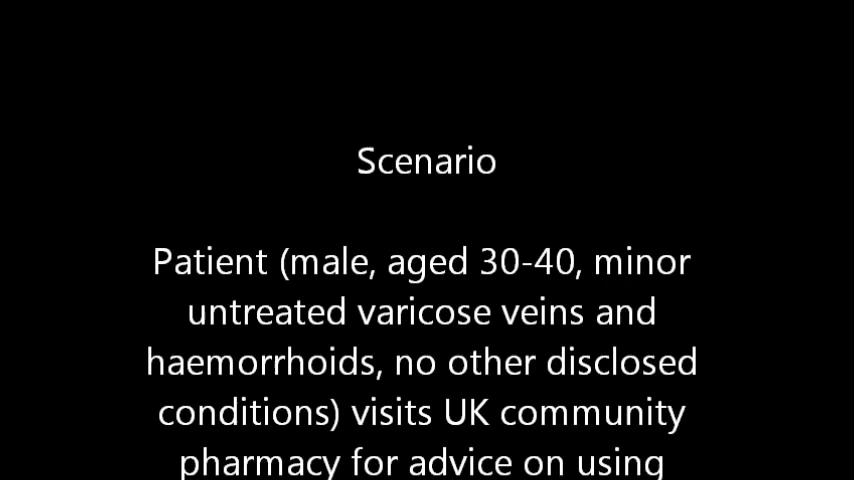 Scenario
Patient (male, aged 30-40, minor
untreated varicose veins and
haemorrhoids, no other disclosed
conditions) visits UK community
pharmacy for advice on using